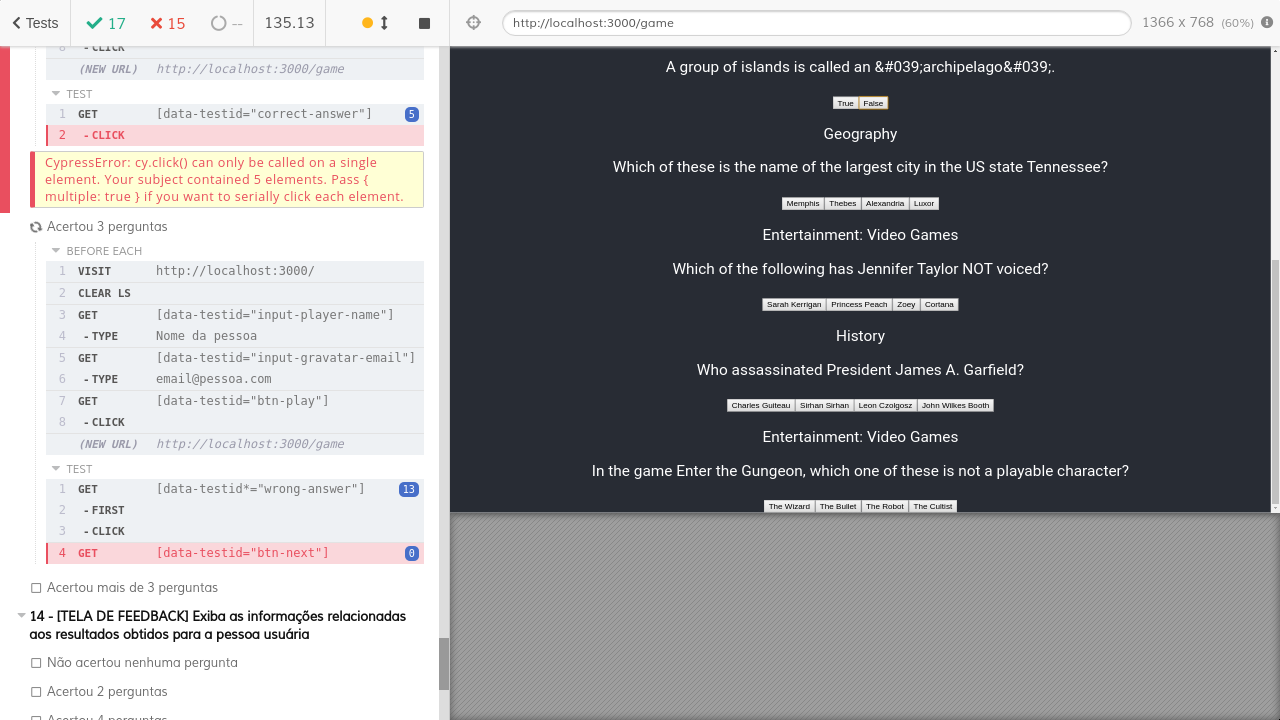 Tests
17
15
--
135.13
http://localhost:3000/game
1366 x 768 (60%)
8 - CLICK
(NEW URL) http://localhost:3000/game
TEST
1 GET [data-testid="correct-answer"] 5
2 - CLICK
CypressError: cy.click() can only be called on a single
element. Your subject contained 5 elements. Pass {
multiple: true } if you want to serially click each element.
Acertou 3 perguntas
BEFORE EACH
1 VISIT http://localhost:3000/
2 CLEAR LS
3 GET [data-testid="input-player-name"]
4 - TYPE Nome da pessoa
5 GET [data-testid="input-gravatar-email"]
6 - TYPE email@pessoa.com
7 GET [data-testid="btn-play"]
8 - CLICK
(NEW URL) http://localhost:3000/game
TEST
1 GET [data-testid*="wrong-answer"] 13
2 - FIRST
3 - CLICK
4 GET [data-testid="btn-next"] 0
Acertou mais de 3 perguntas
14 - [TELA DE FEEDBACK] Exiba as informações relacionadas
aos resultados obtidos para a pessoa usuária
Não acertou nenhuma pergunta
Acertou 2 perguntas
Acertou 4 perguntas
A group of islands is called an &#039;archipelago&#039;.
True False
Geography
Which of these is the name of the largest city in the US state Tennessee?
Memphis Thebes Alexandria Luxor
Entertainment: Video Games
Which of the following has Jennifer Taylor NOT voiced?
Sarah Kerrigan Princess Peach Zoey Cortana
History
Who assassinated President James A. Garfield?
Charles Guiteau Sirhan Sirhan Leon Czolgosz John Wilkes Booth
Entertainment: Video Games
In the game Enter the Gungeon, which one of these is not a playable character?
The Wizard The Bullet The Robot The Cultist